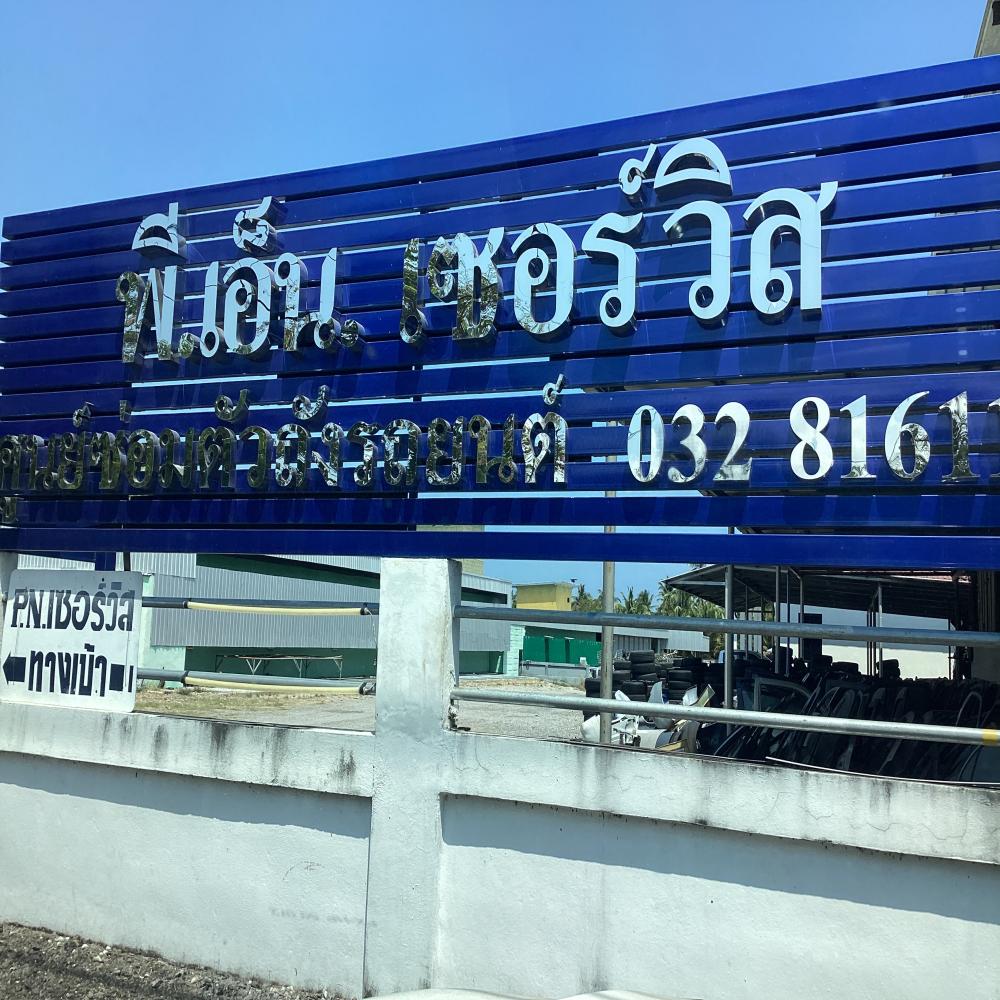 พี.เอ็น. เซอร์วิส
ศูนย์ซ่อมตัวถังรถยนต์ 032 8161
P.N.เซอร์วิส
ทางเข้า